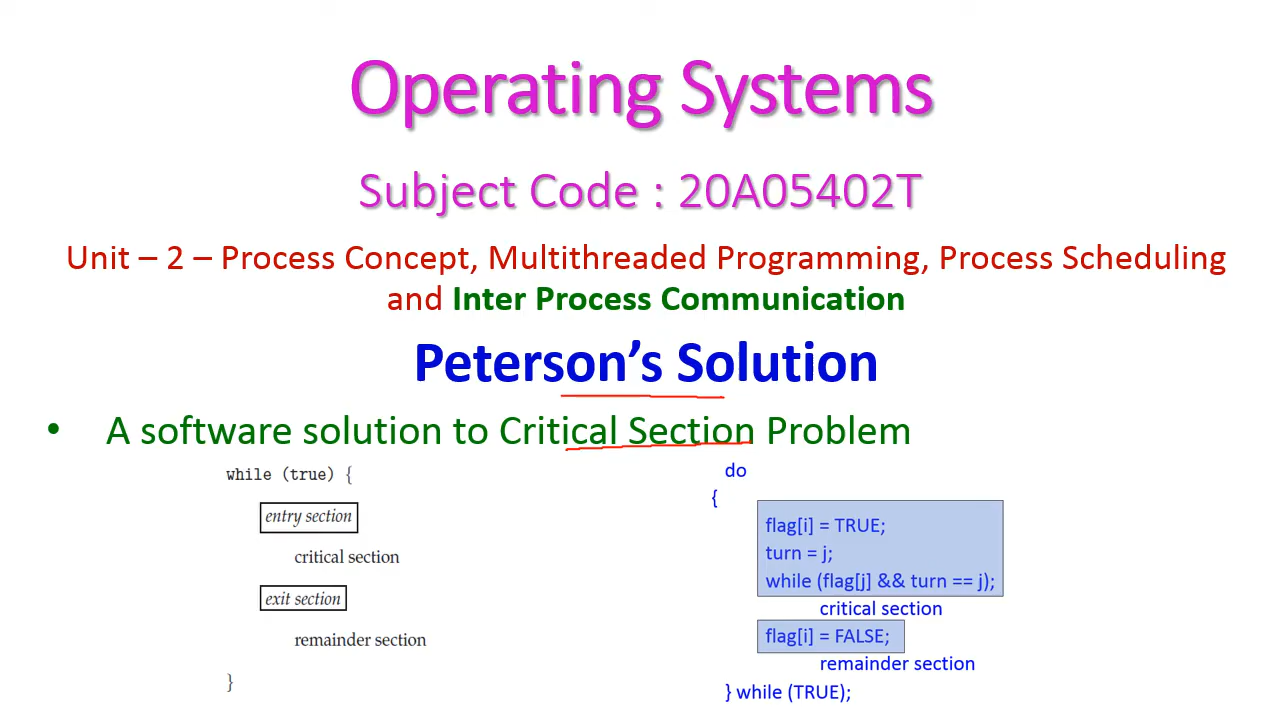 Operating Systems
Subject Code : 20A05402T
Unit – 2 – Process Concept, Multithreaded Programming, Process Scheduling
and Inter Process Communication
Peterson’s Solution
• A software solution to Critical Section Problem
while (true) {
entry section
critical section
exit section
remainder section
}
do
{
flag[i] = TRUE;
turn = j;
while (flag[j] && turn == j);
critical section
flag[i] = FALSE;
remainder section
} while (TRUE);